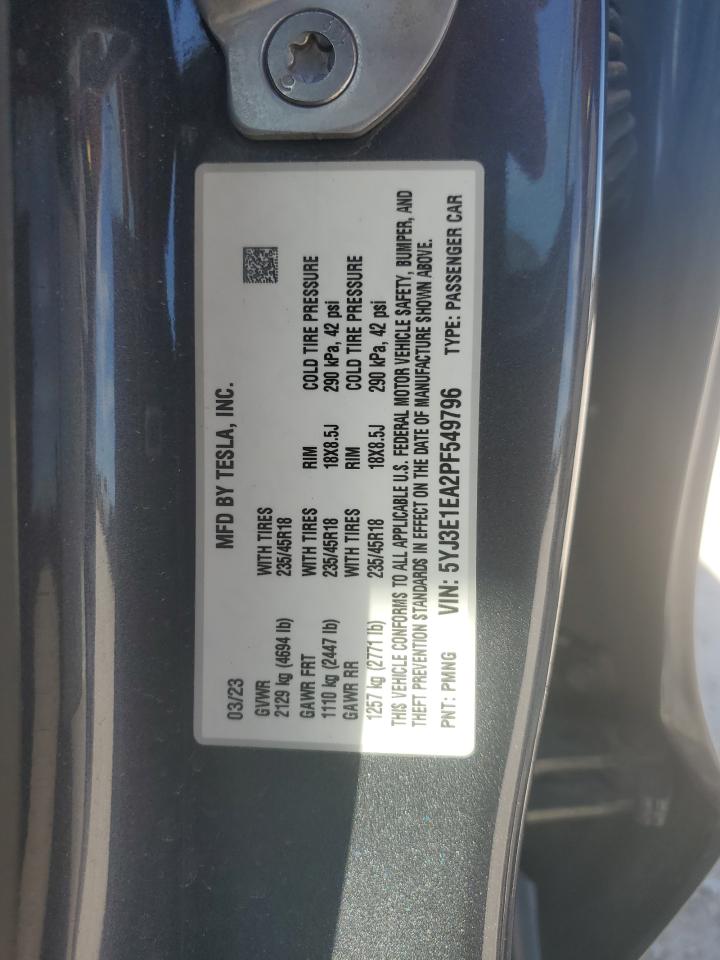 03/23 MFD BY TESLA, INC.
GVWR WITH TIRES
2129 kg (4694 lb) 235/45R18
GAWR FRT WITH TIRES RIM COLD TIRE PRESSURE
1110 kg (2447 lb) 235/45R18 18X8.5J 290 kPa, 42 psi
GAWR RR WITH TIRES RIM COLD TIRE PRESSURE
1257 kg (2771 lb) 235/45R18 18X8.5J 290 kPa, 42 psi
THIS VEHICLE CONFORMS TO ALL APPLICABLE U.S. FEDERAL MOTOR VEHICLE SAFETY, BUMPER, AND
THEFT PREVENTION STANDARDS IN EFFECT ON THE DATE OF MANUFACTURE SHOWN ABOVE.
PNT: PMNG VIN: 5YJ3E1EA2PF549796 TYPE: PASSENGER CAR